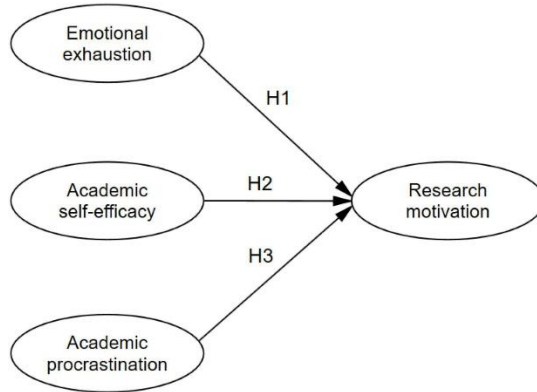 Emotional
exhaustion
H1
Academic
self-efficacy
H2
Research
motivation
H3
Academic
procrastination